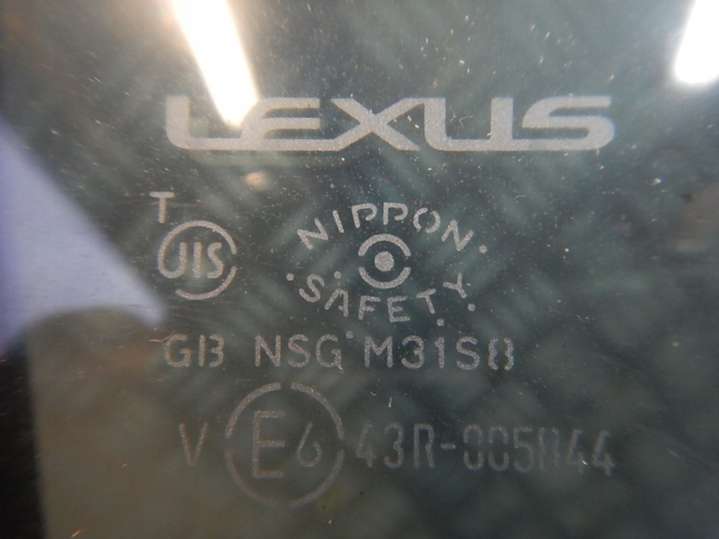 LEXUS
T
JIS
NIPPON
SAFETY
GB NSG M31S8
V E6 43R-005044